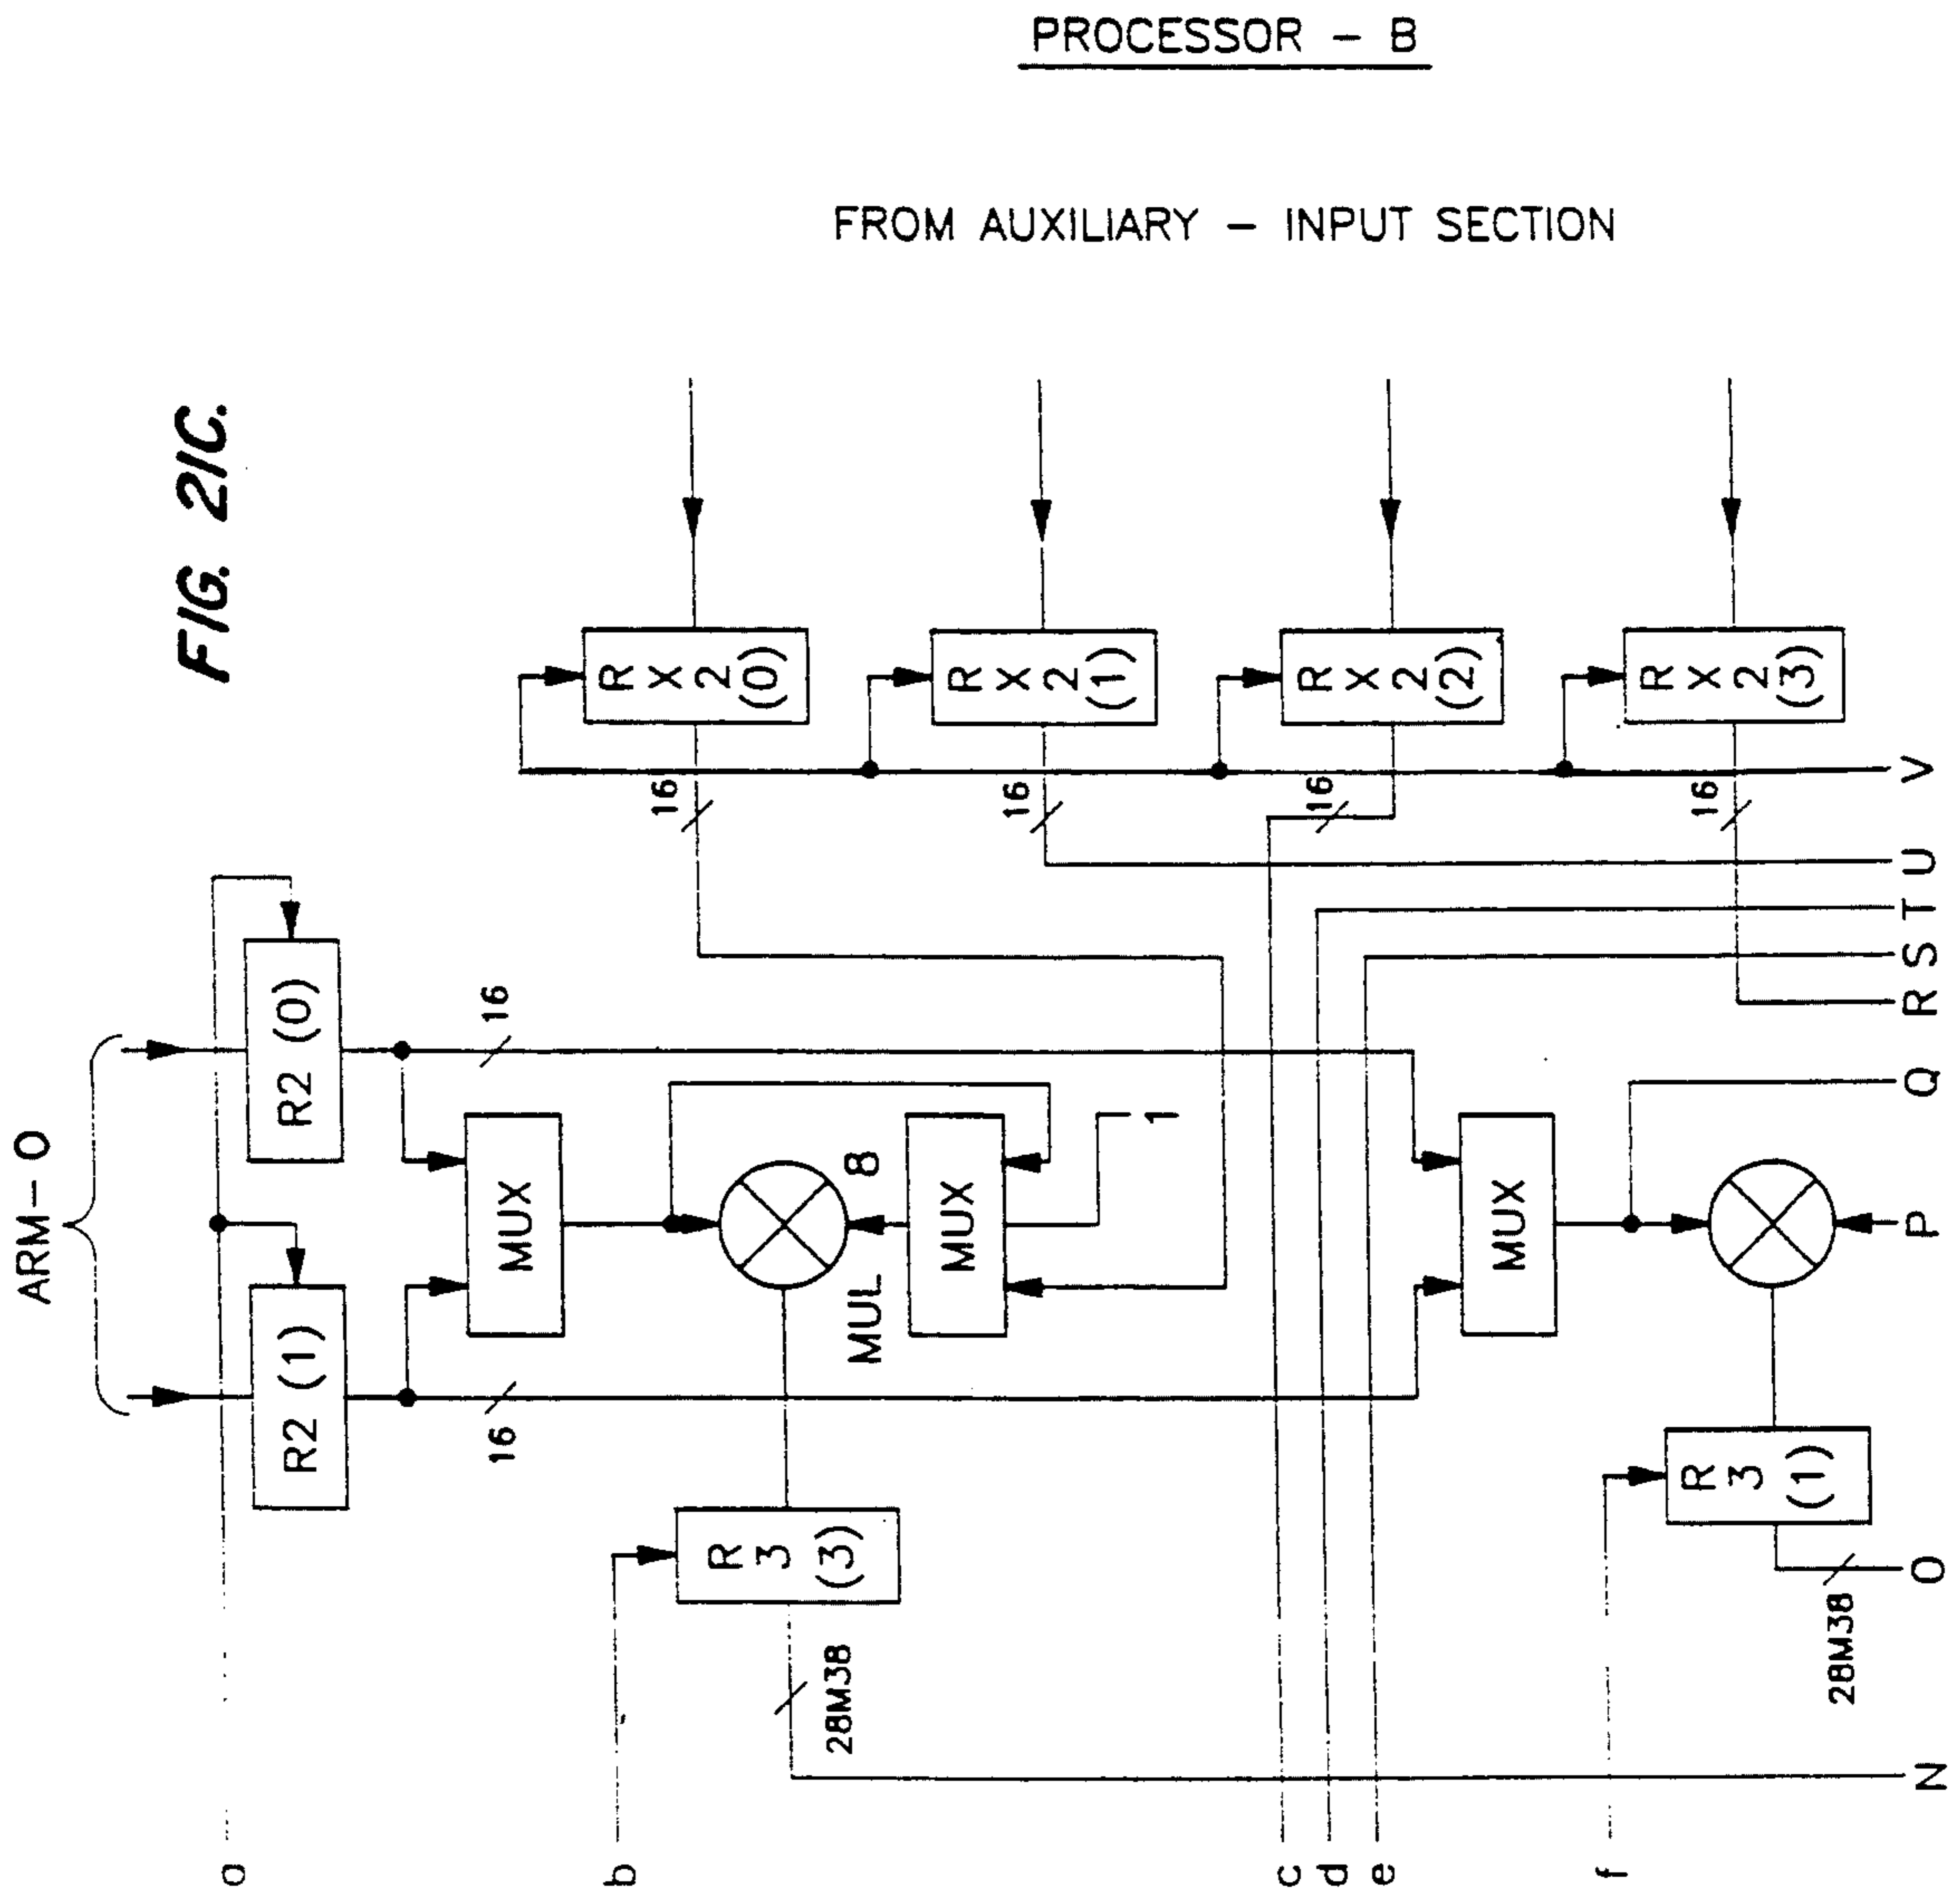 PROCESSOR - B
FROM AUXILIARY - INPUT SECTION
FIG. 21C.
ARM-0
a
R2 (1)
R2 (0)
16
16
MUX
MUL 8
MUX
1
b
R
3
(3)
28M38
R
X
2
(0)
16
R
X
2
(1)
16
R
X
2
(2)
16
R
X
2
(3)
16
c
d
e
MUX
f
R
3
(1)
28M38
N
O
P
Q
R
S
T
U
V